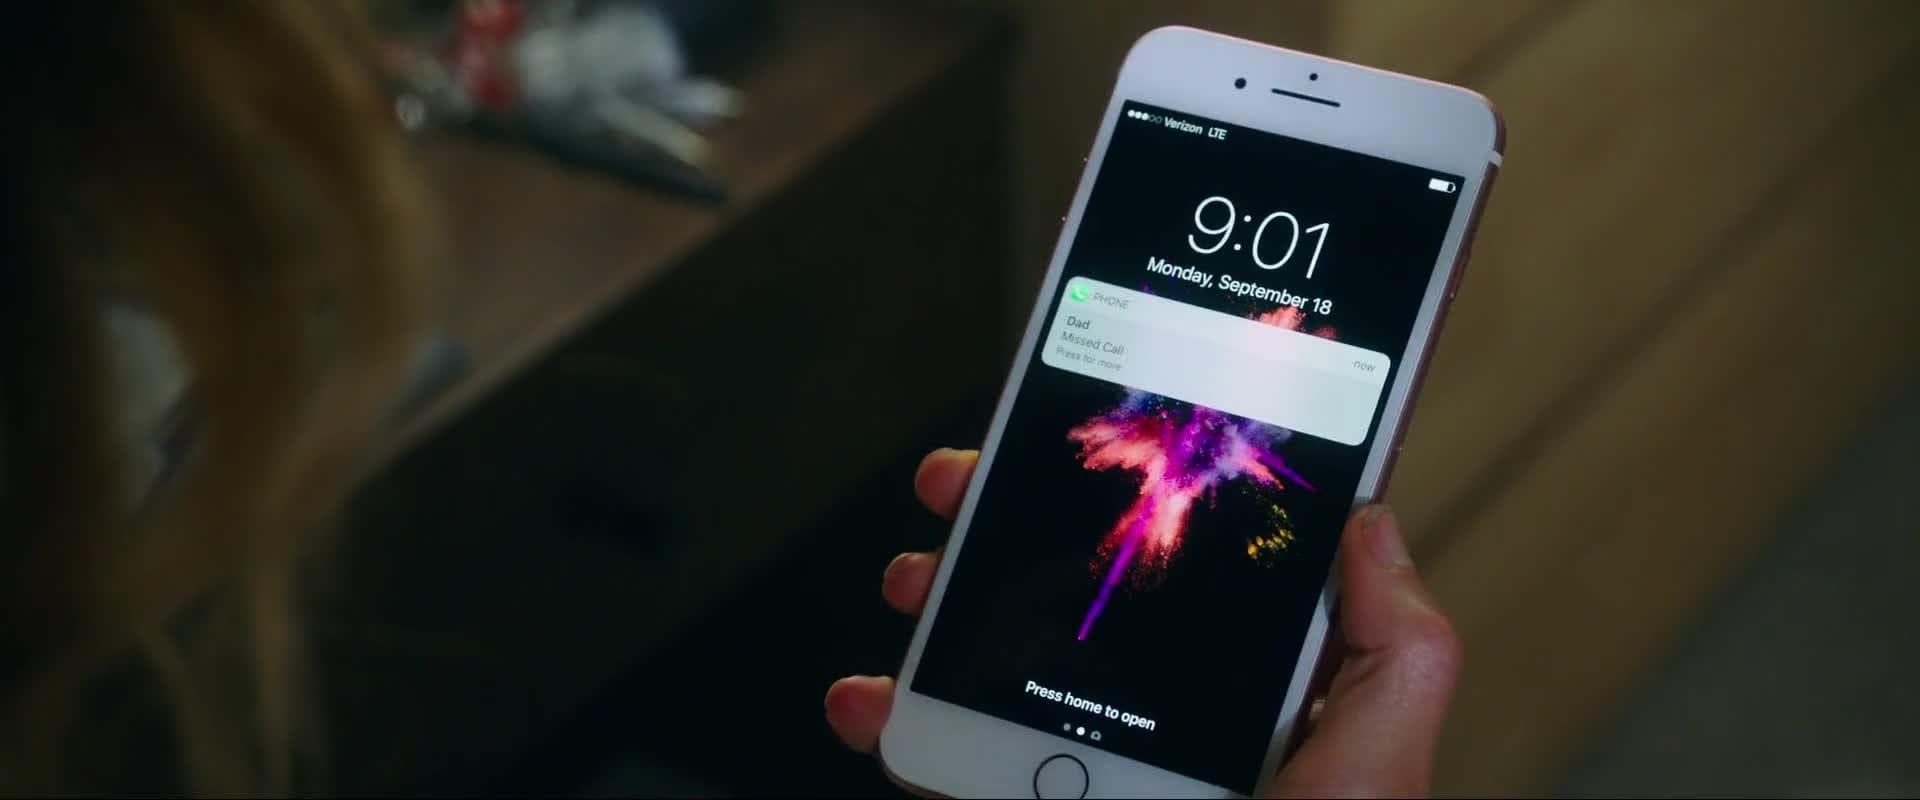 Verizon LTE
9:01
Monday, September 18
PHONE
now
Dad
Missed Call
Press for more
Press home to open